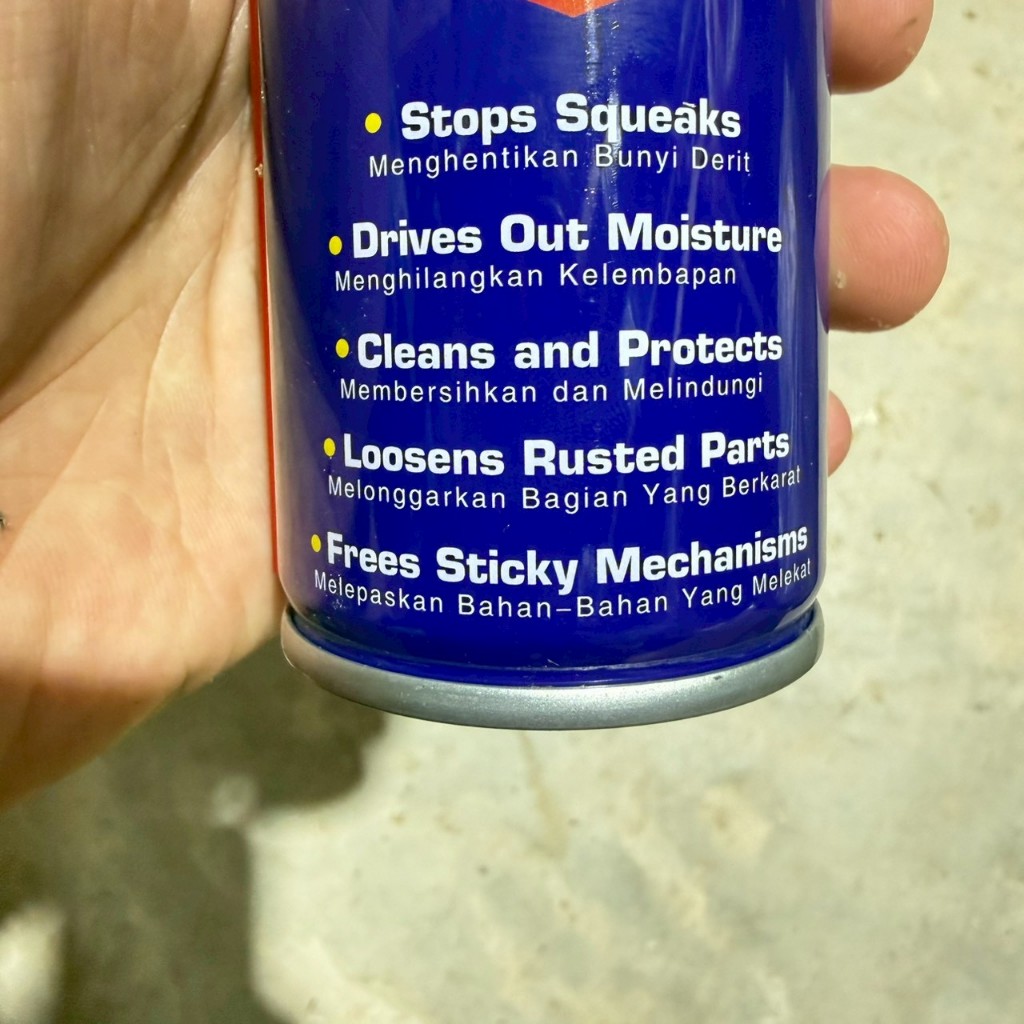 • Stops Squeaks
Menghentikan Bunyi Derit
• Drives Out Moisture
Menghilangkan Kelembapan
• Cleans and Protects
Membersihkan dan Melindungi
• Loosens Rusted Parts
Melonggarkan Bagian Yang Berkarat
• Frees Sticky Mechanisms
Melepaskan Bahan-Bahan Yang Melekat